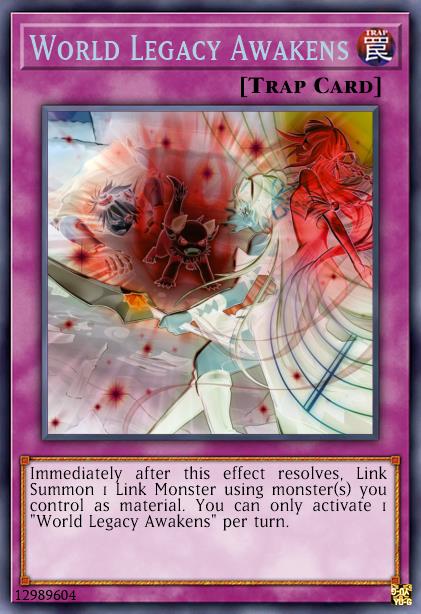 World Legacy Awakens
TRAP
罠
[Trap Card]
Immediately after this effect resolves, Link
Summon 1 Link Monster using monster(s) you
control as material. You can only activate 1
"World Legacy Awakens" per turn.
12989604